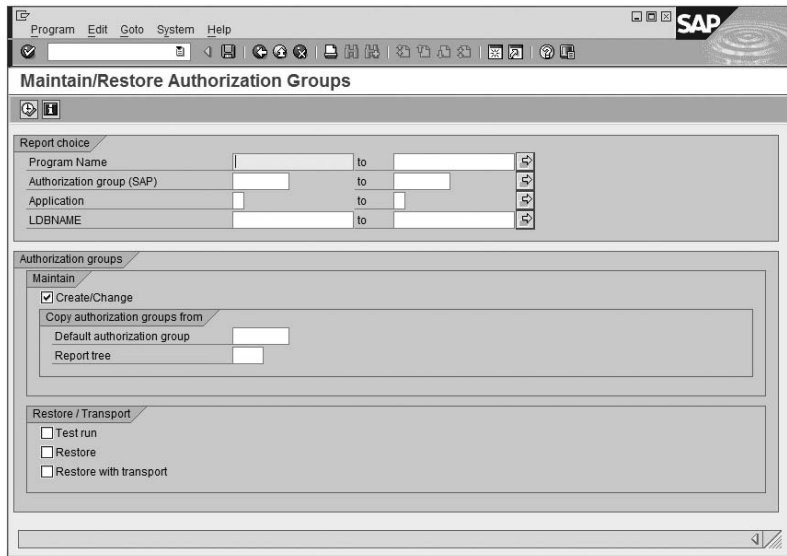 Program Edit Goto System Help
SAP
Maintain/Restore Authorization Groups
Report choice
Program Name to
Authorization group (SAP) to
Application to
LDBNAME to
Authorization groups
Maintain
Create/Change
Copy authorization groups from
Default authorization group
Report tree
Restore / Transport
Test run
Restore
Restore with transport